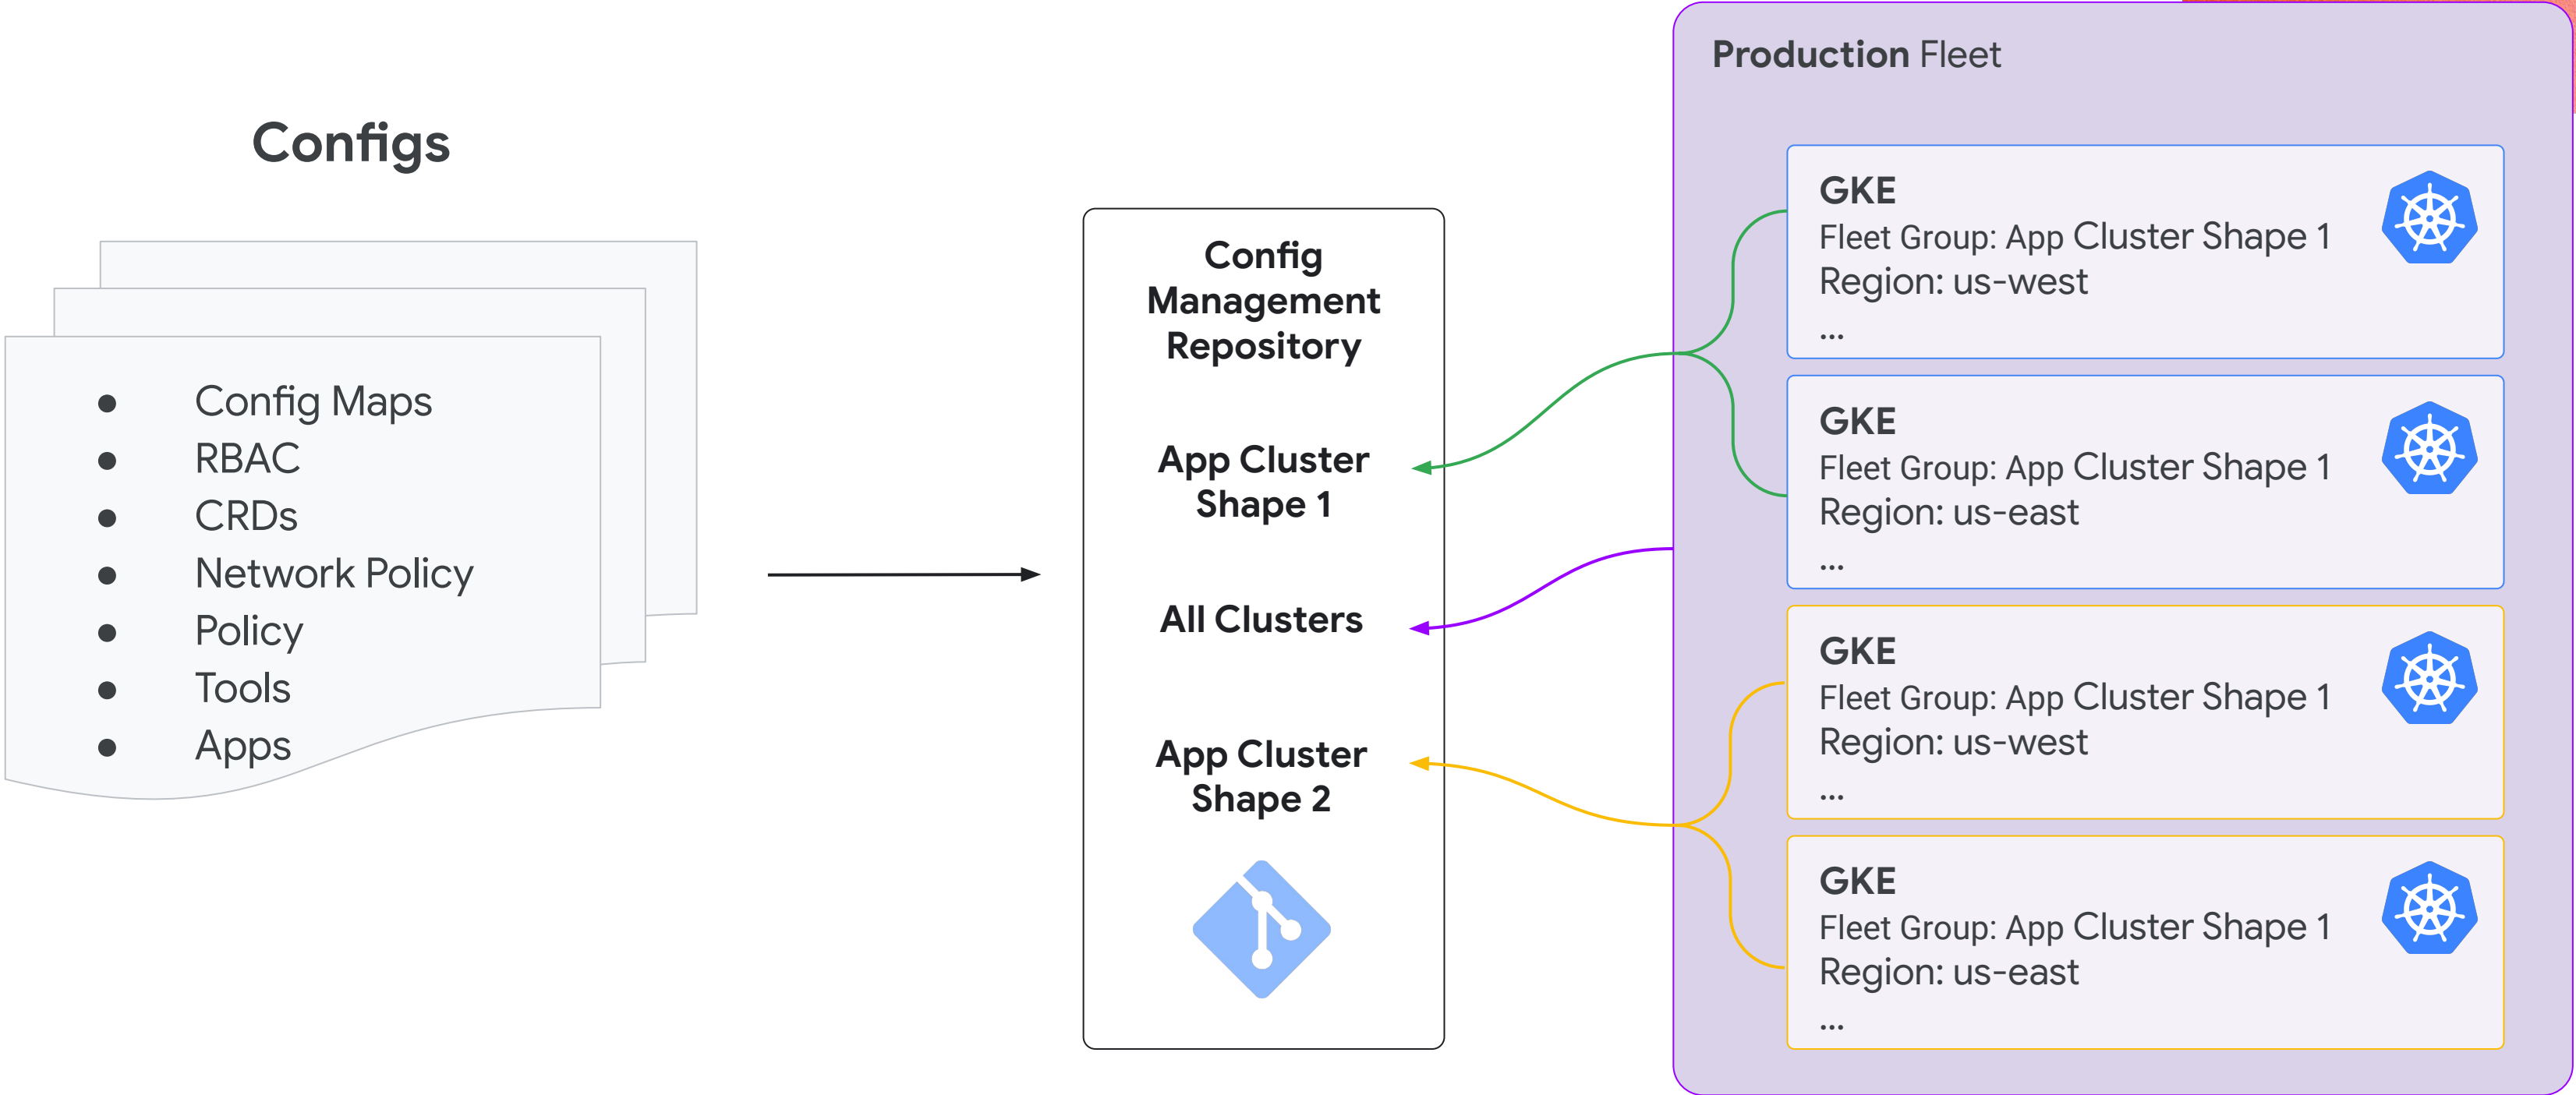 Configs
Config Maps
RBAC
CRDs
Network Policy
Policy
Tools
Apps
Config
Management
Repository
App Cluster
Shape 1
All Clusters
App Cluster
Shape 2
Production Fleet
GKE
Fleet Group: App Cluster Shape 1
Region: us-west
...
GKE
Fleet Group: App Cluster Shape 1
Region: us-east
...
GKE
Fleet Group: App Cluster Shape 1
Region: us-west
...
GKE
Fleet Group: App Cluster Shape 1
Region: us-east
...